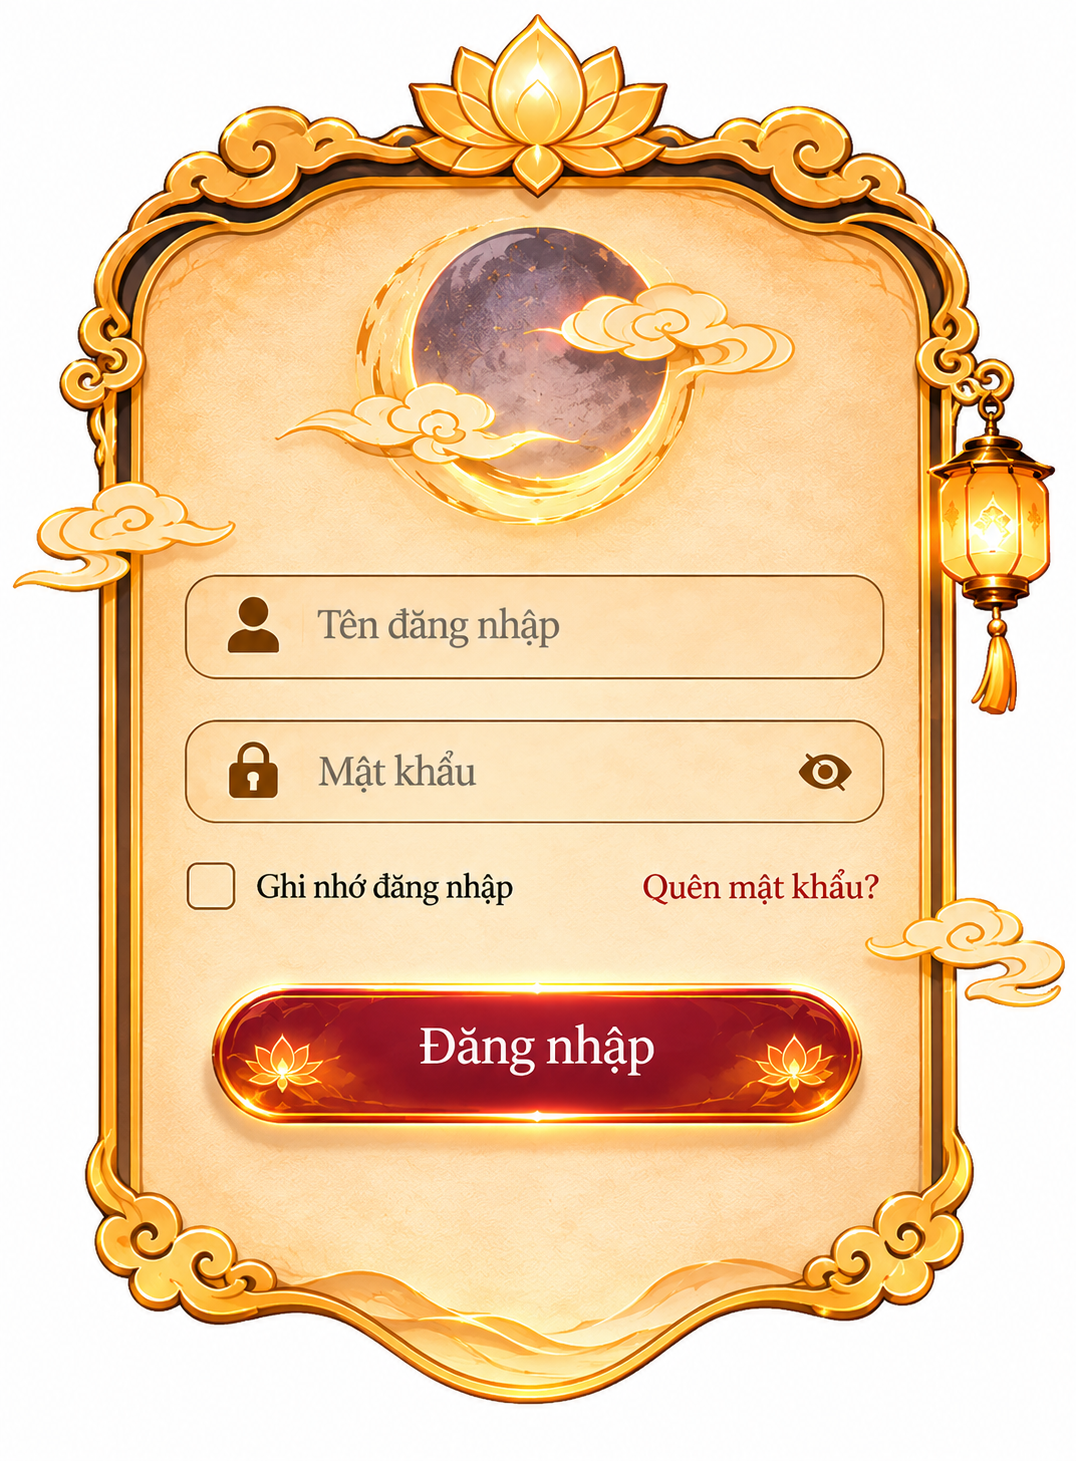 Tên đăng nhập
Mật khẩu
Ghi nhớ đăng nhập
Quên mật khẩu?
Đăng nhập